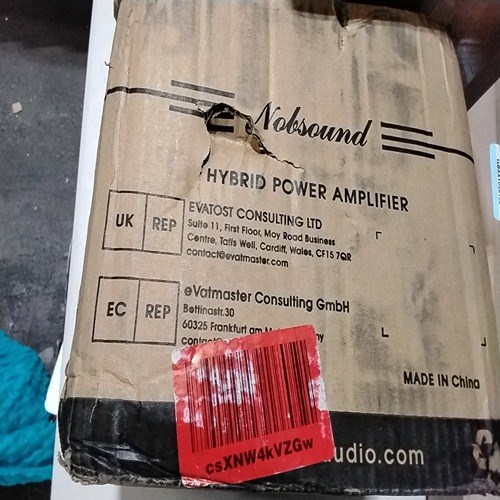 Nobsound
HYBRID POWER AMPLIFIER
UK REP
EVATOST CONSULTING LTD
Suite 11, First Floor, Moy Road Business
Centre, Taffs Well, Cardiff, Wales, CF15 7QR
contact@evatmaster.com
EC REP
eVatmaster Consulting GmbH
Bettinastr.30
60325 Frankfurt am
MADE IN China
csXNW4kVZGw
udio.com